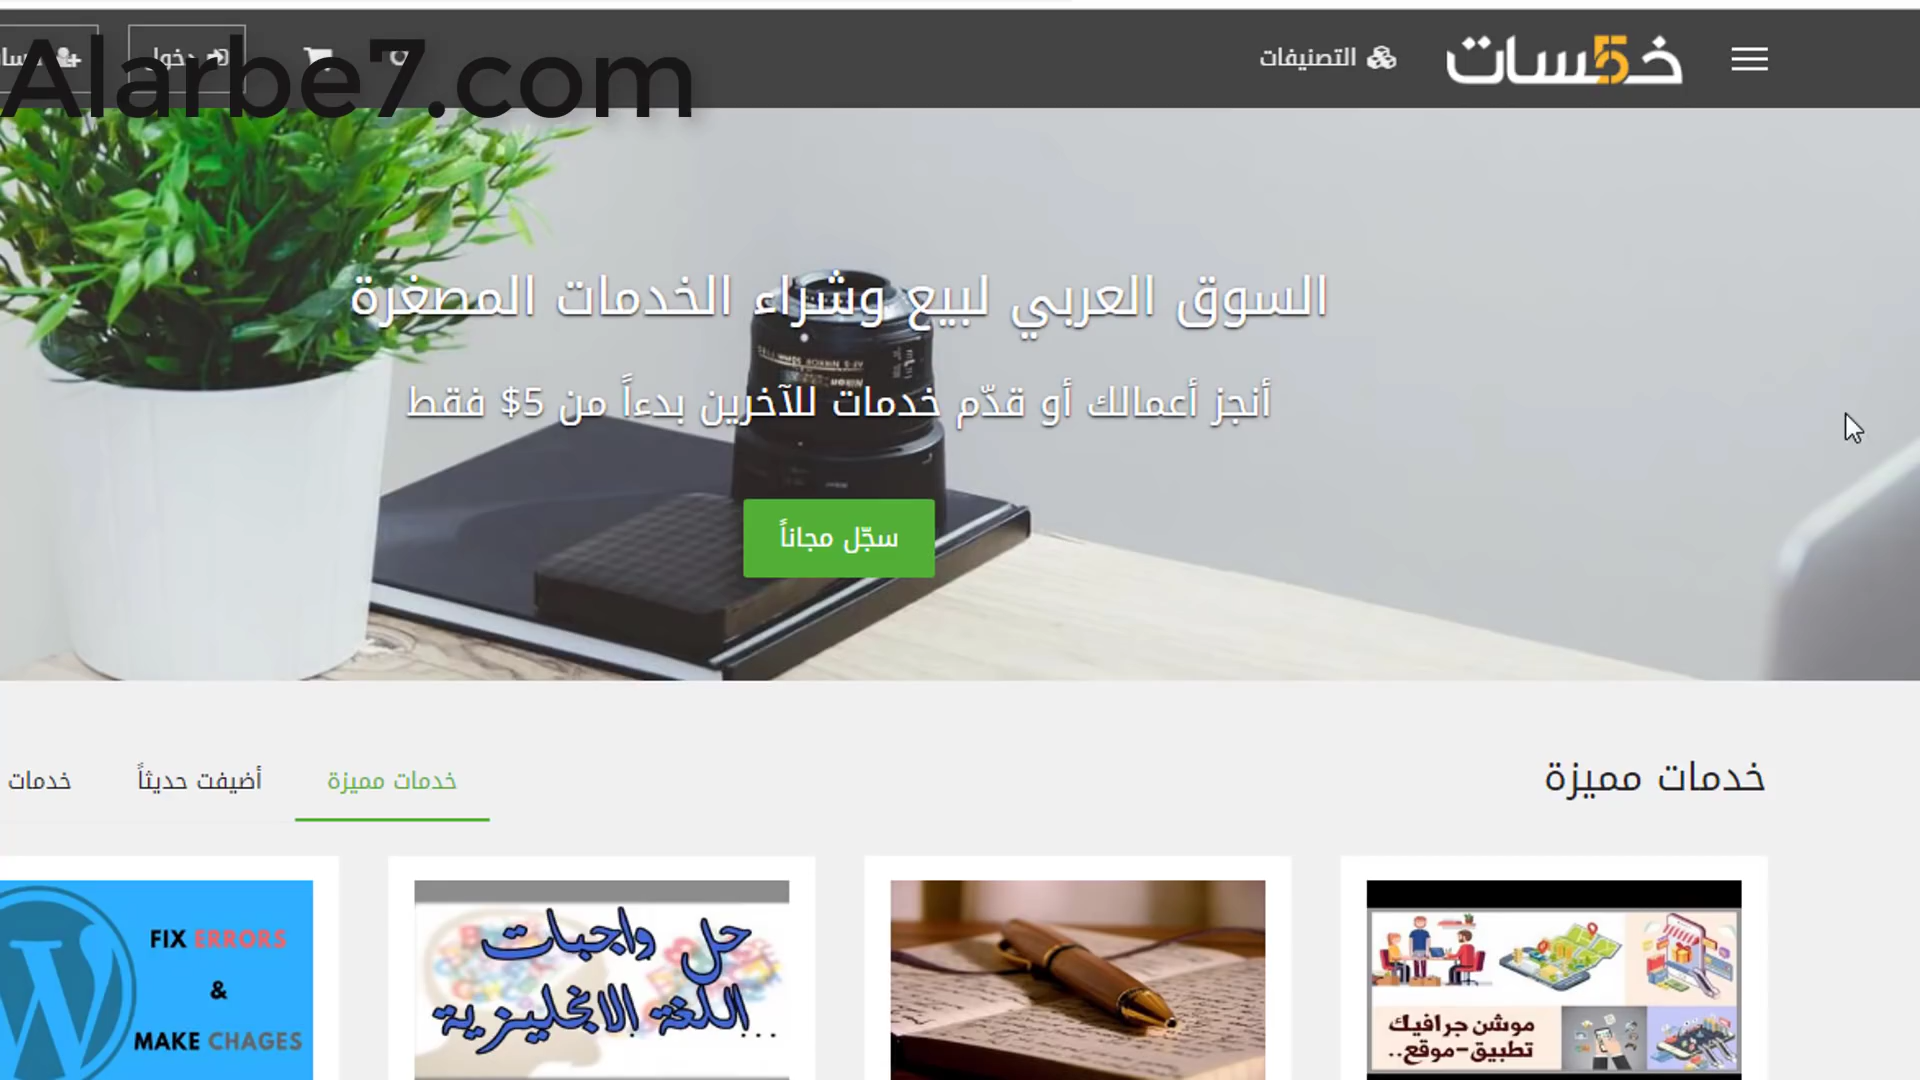 Alarbe7.com
خمسات
التصنيفات
دخول
السوق العربي لبيع وشراء الخدمات المصغرة
أنجز أعمالك أو قدّم خدمات للآخرين بدءاً من 5$ فقط
سجّل مجاناً
خدمات مميزة
خدمات مميزة
أضيفت حديثاً
خدمات
موشن جرافيك
تطبيق-موقع..
حل واجبات
اللغة الانجليزية...
FIX ERRORS
&
MAKE CHAGES